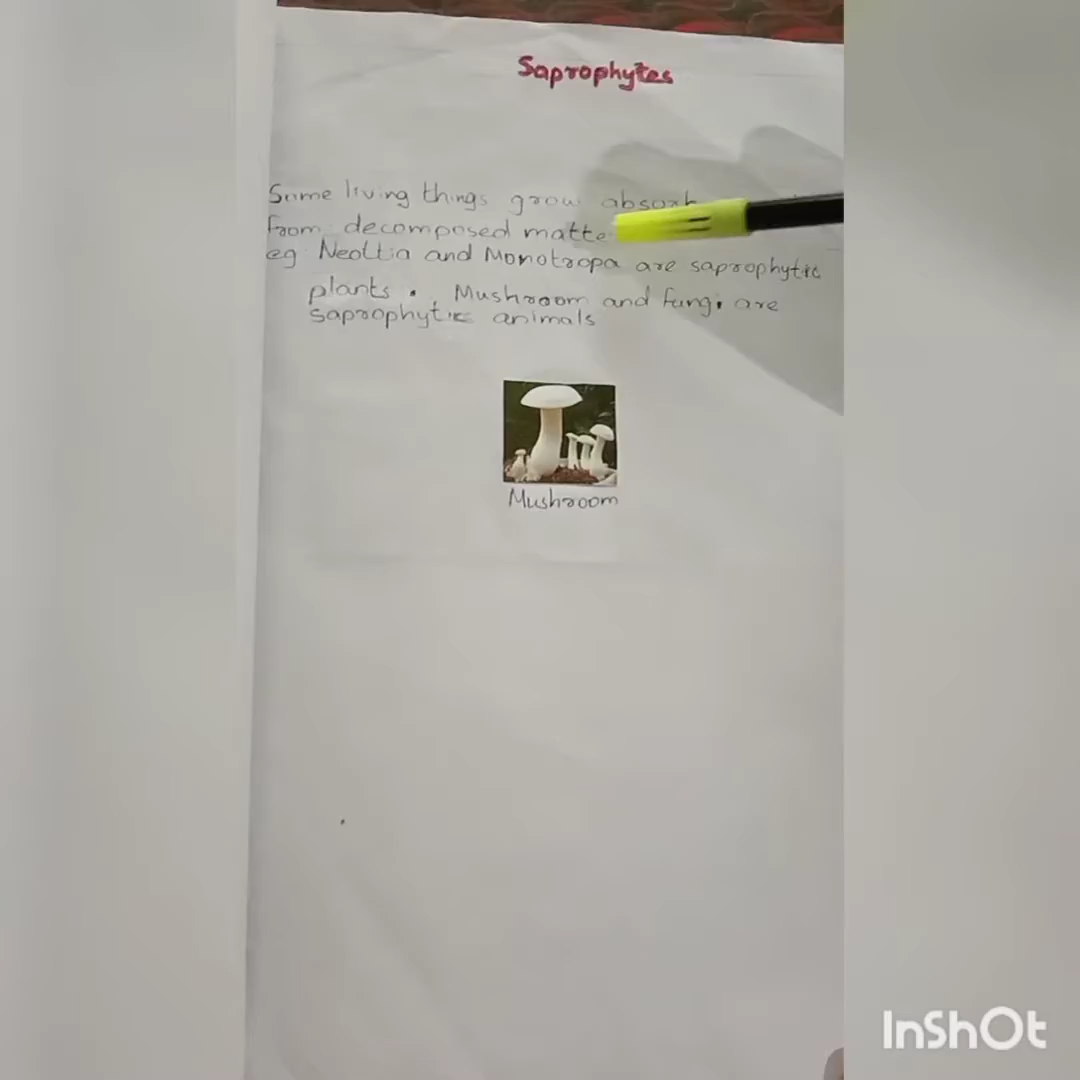 Saprophytes
Some living things grow absorb
from decomposed matte
eg Neottia and Monotropa are saprophytic
plants. Mushroom and fungi are
saprophytic animals
Mushroom
InShOt